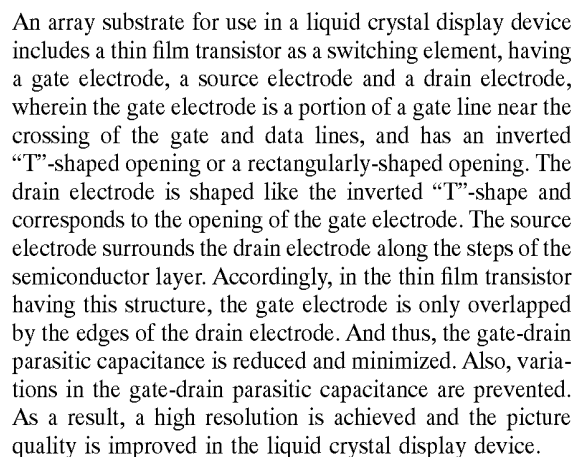 An array substrate for use in a liquid crystal display device
includes a thin film transistor as a switching element, having
a gate electrode, a source electrode and a drain electrode,
wherein the gate electrode is a portion of a gate line near the
crossing of the gate and data lines, and has an inverted
“T”-shaped opening or a rectangularly-shaped opening. The
drain electrode is shaped like the inverted “T”-shape and
corresponds to the opening of the gate electrode. The source
electrode surrounds the drain electrode along the steps of the
semiconductor layer. Accordingly, in the thin film transistor
having this structure, the gate electrode is only overlapped
by the edges of the drain electrode. And thus, the gate-drain
parasitic capacitance is reduced and minimized. Also, varia-
tions in the gate-drain parasitic capacitance are prevented.
As a result, a high resolution is achieved and the picture
quality is improved in the liquid crystal display device.